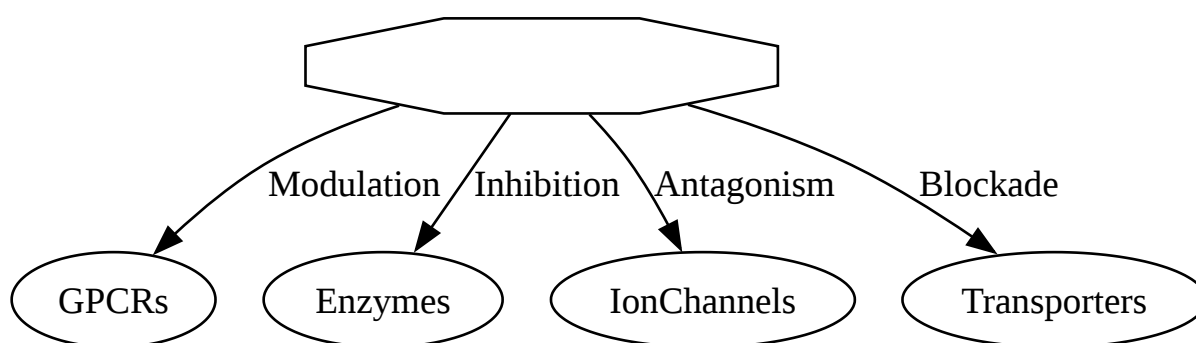 Modulation
Inhibition
Antagonism
Blockade
GPCRs
Enzymes
IonChannels
Transporters